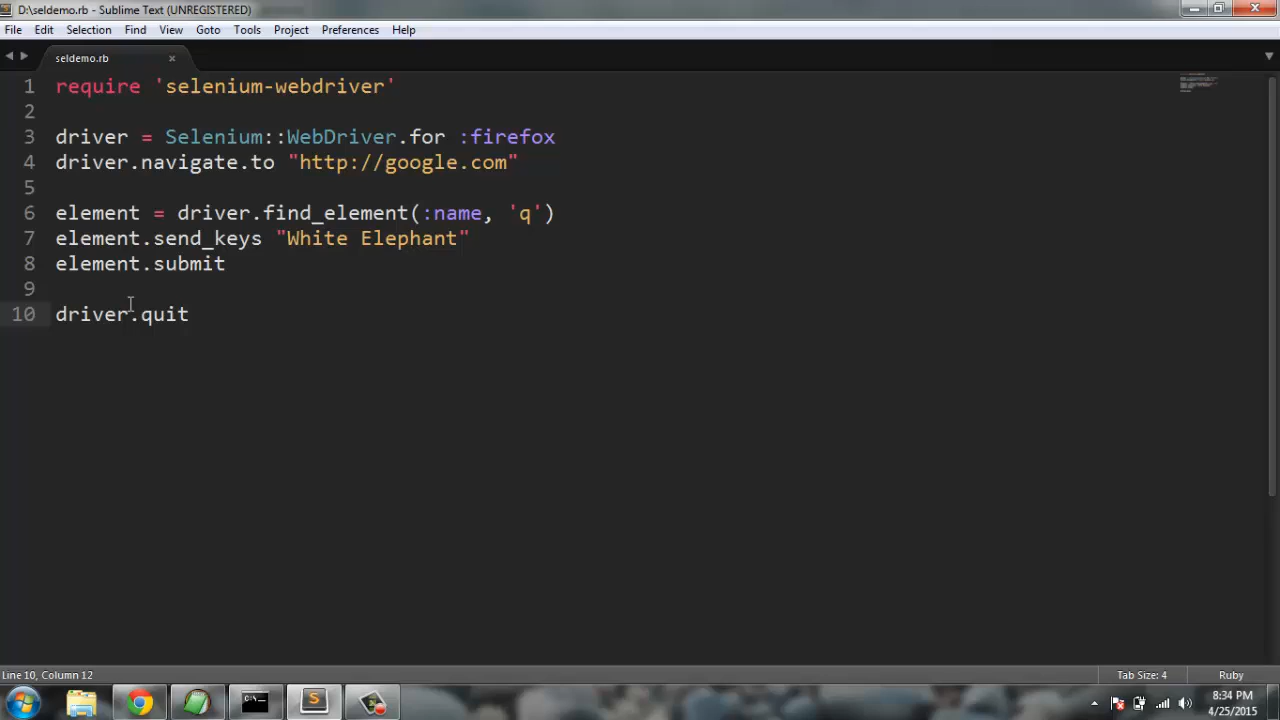 D:\seldemo.rb - Sublime Text (UNREGISTERED)
File Edit Selection Find View Goto Tools Project Preferences Help
seldemo.rb
1 require 'selenium-webdriver'
2
3 driver = Selenium::WebDriver.for :firefox
4 driver.navigate.to "http://google.com"
5
6 element = driver.find_element(:name, 'q')
7 element.send_keys "White Elephant"
8 element.submit
9
10 driver.quit
Line 10, Column 12 Tab Size: 4 Ruby
8:34 PM
4/25/2015